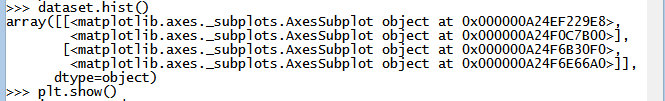 >>> dataset.hist()
array([[<matplotlib.axes._subplots.AxesSubplot object at 0x000000A24EF229E8>,
        <matplotlib.axes._subplots.AxesSubplot object at 0x000000A24F0C7B00>],
       [<matplotlib.axes._subplots.AxesSubplot object at 0x000000A24F6B30F0>,
        <matplotlib.axes._subplots.AxesSubplot object at 0x000000A24F6E66A0>]],
      dtype=object)
>>> plt.show()